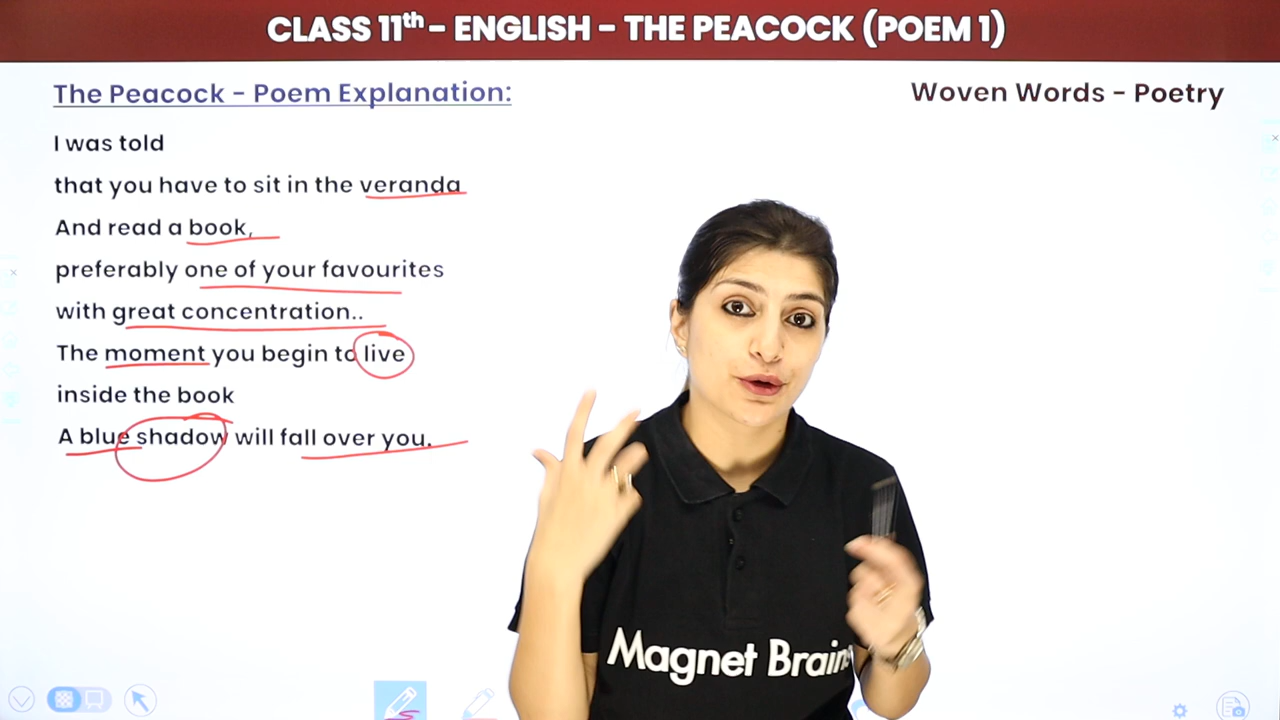 CLASS 11th - ENGLISH - THE PEACOCK (POEM 1)
The Peacock - Poem Explanation:
Woven Words - Poetry
I was told
that you have to sit in the veranda
And read a book,
preferably one of your favourites
with great concentration..
The moment you begin to live
inside the book
A blue shadow will fall over you.
Magnet Brain